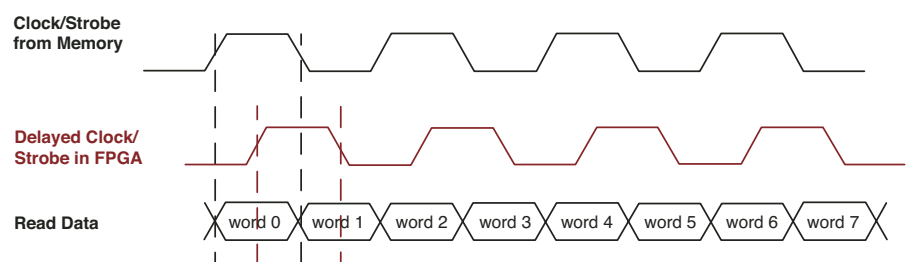 Clock/Strobe
from Memory
Delayed Clock/
Strobe in FPGA
Read Data
word 0 word 1 word 2 word 3 word 4 word 5 word 6 word 7